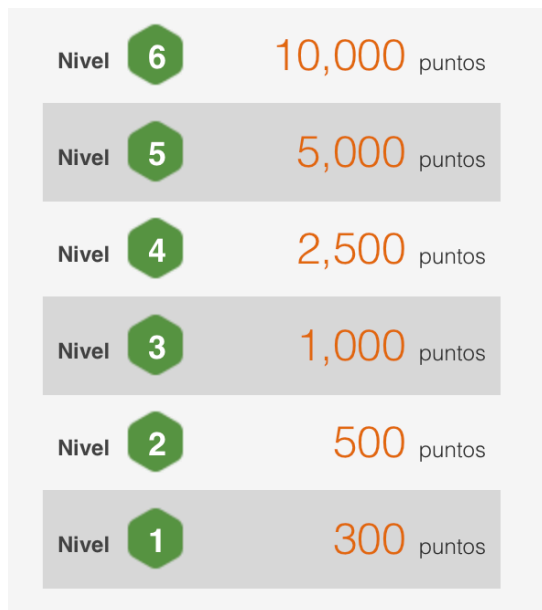 Nivel 6 10,000 puntos
Nivel 5 5,000 puntos
Nivel 4 2,500 puntos
Nivel 3 1,000 puntos
Nivel 2 500 puntos
Nivel 1 300 puntos